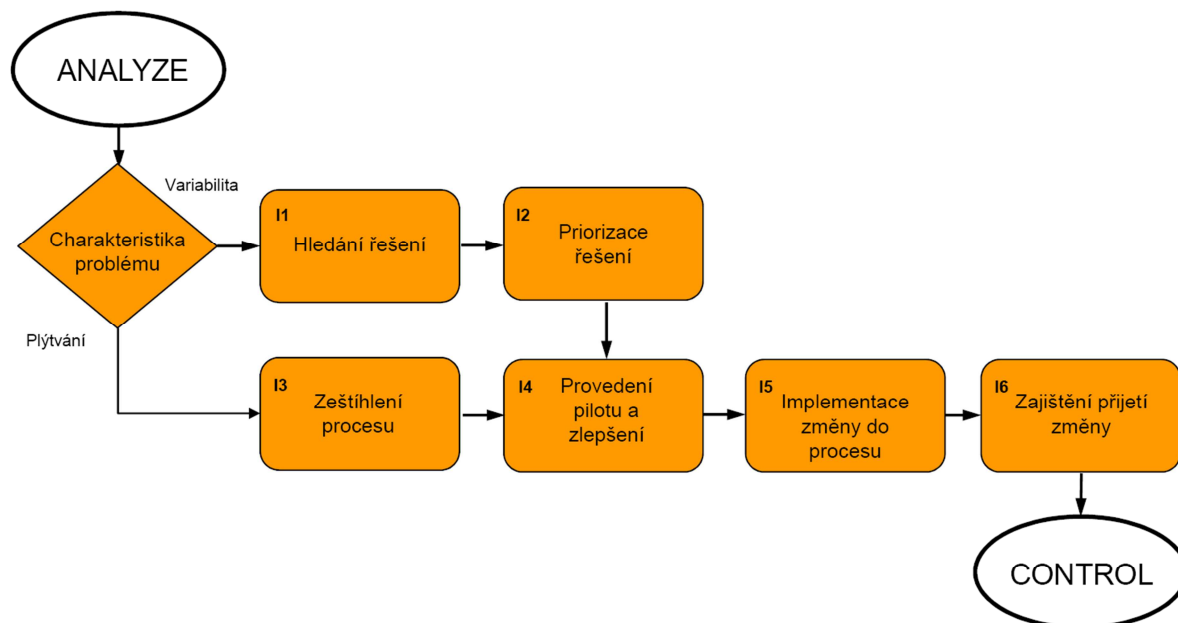 ANALYZE
Variabilita
Charakteristika
problému
I1
Hledání řešení
I2
Priorizace
řešení
Plýtvání
I3
Zeštíhlení
procesu
I4
Provedení
pilotu a
zlepšení
I5
Implementace
změny do
procesu
I6
Zajištění přijetí
změny
CONTROL